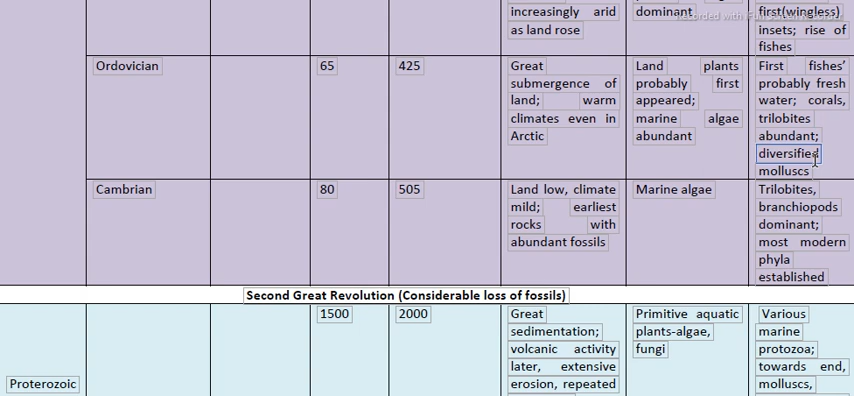 increasingly arid
as land rose
dominant
first(wingless)
insets; rise of
fishes
Ordovician
65
425
Great
submergence of
land; warm
climates even in
Arctic
Land plants
probably first
appeared;
marine algae
abundant
First fishes’
probably fresh
water; corals,
trilobites
abundant;
diversified
molluscs
Cambrian
80
505
Land low, climate
mild; earliest
rocks with
abundant fossils
Marine algae
Trilobites,
branchiopods
dominant;
most modern
phyla
established
Second Great Revolution (Considerable loss of fossils)
Proterozoic
1500
2000
Great
sedimentation;
volcanic activity
later, extensive
erosion, repeated
Primitive aquatic
plants-algae,
fungi
Various
marine
protozoa;
towards end,
molluscs,